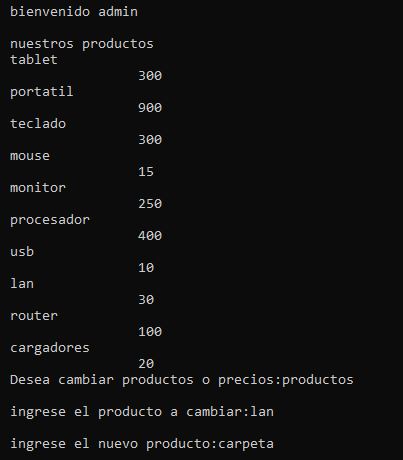 bienvenido admin
nuestros productos
tablet
300
portatil
900
teclado
300
mouse
15
monitor
250
procesador
400
usb
10
lan
30
router
100
cargadores
20
Desea cambiar productos o precios:productos
ingrese el producto a cambiar:lan
ingrese el nuevo producto:carpeta